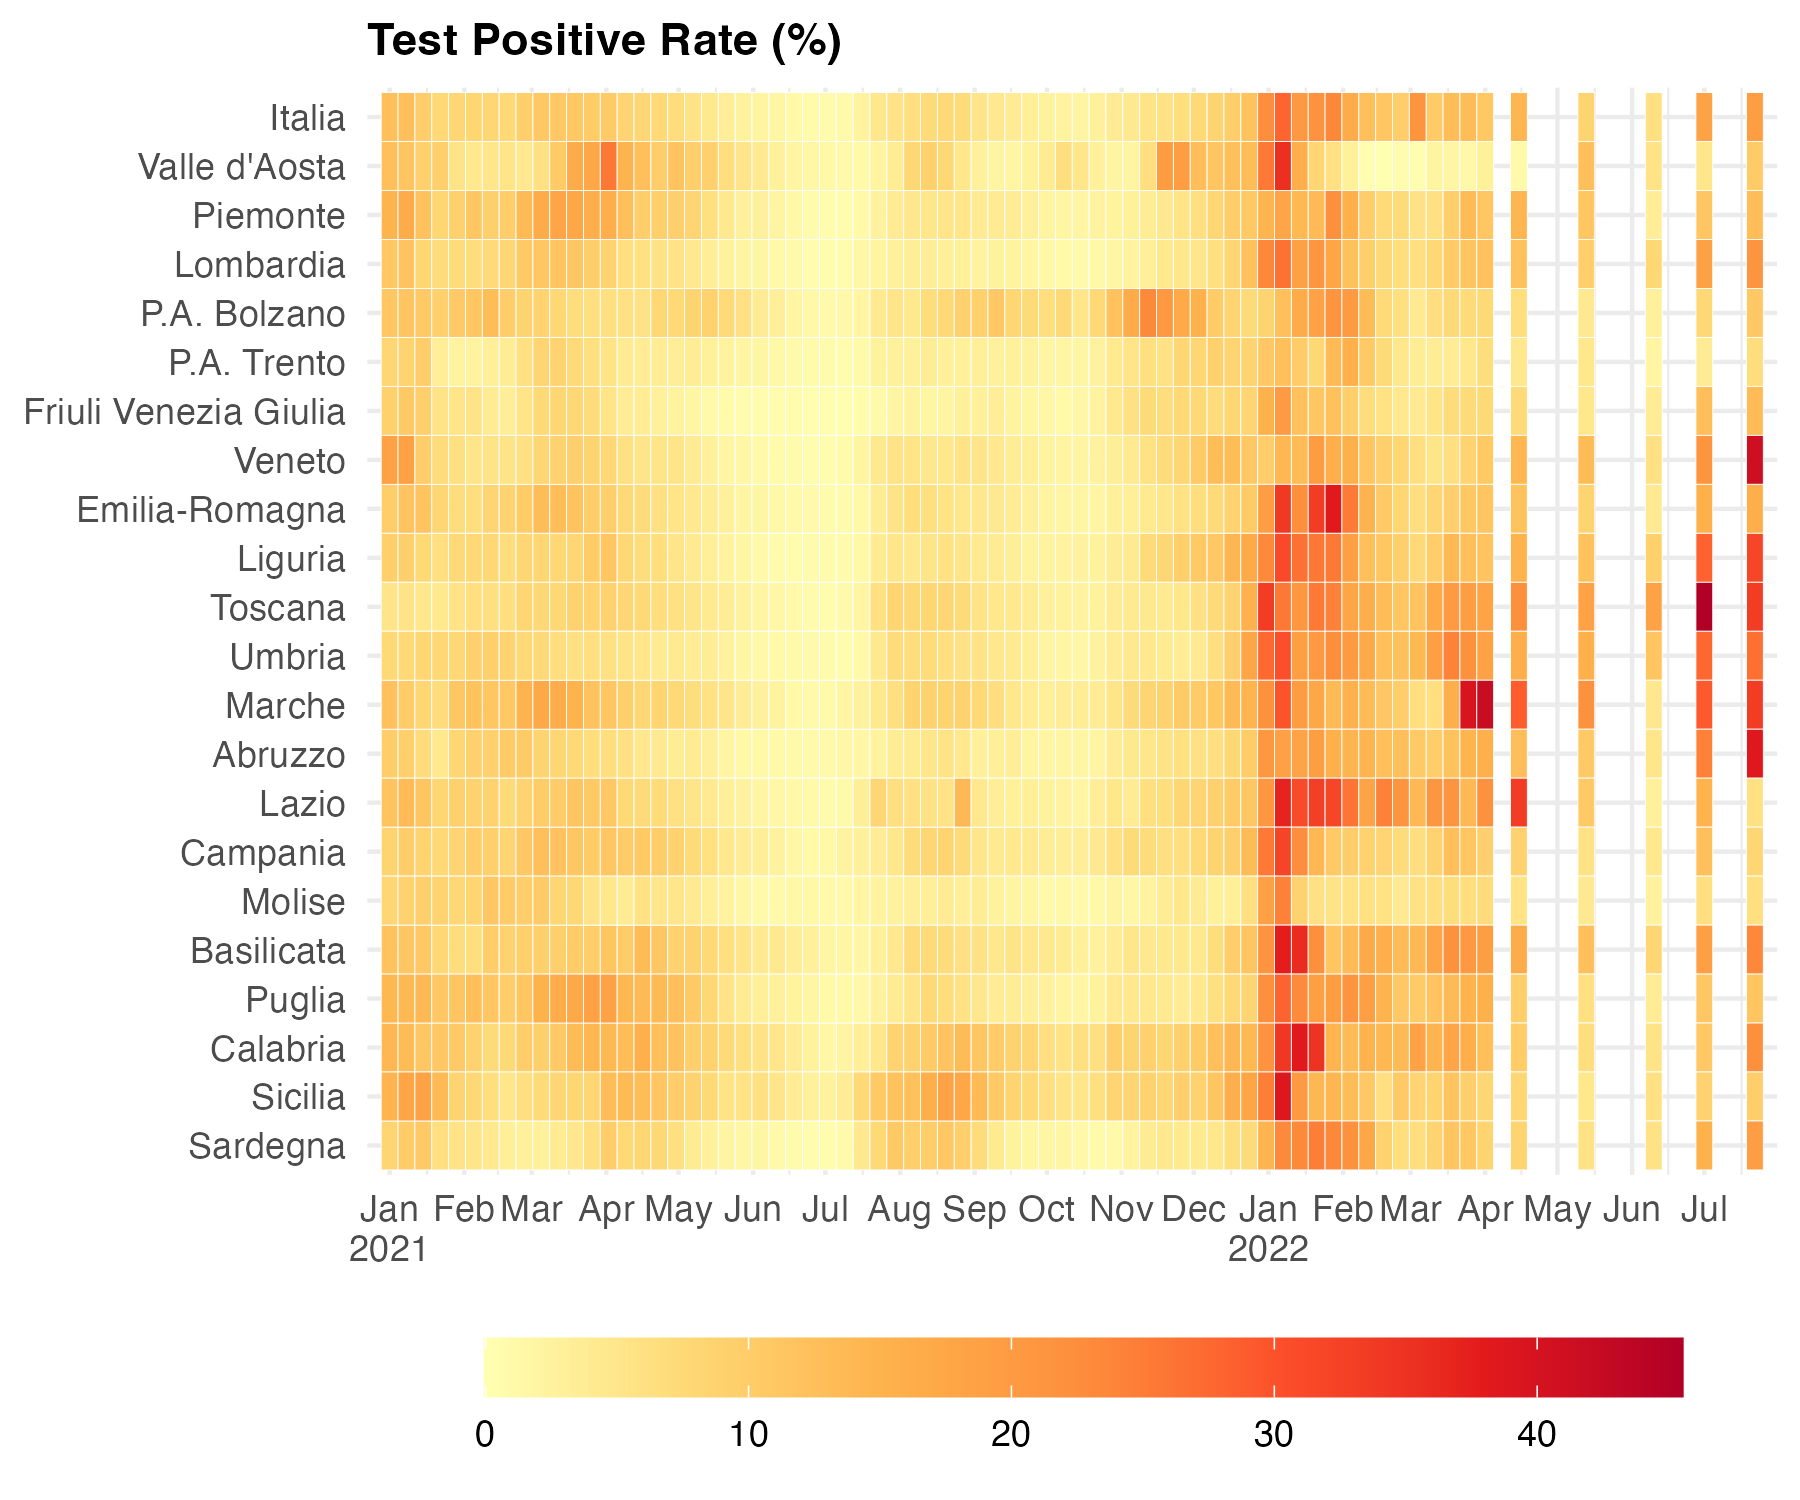 Test Positive Rate (%)
Italia
Valle d'Aosta
Piemonte
Lombardia
P.A. Bolzano
P.A. Trento
Friuli Venezia Giulia
Veneto
Emilia-Romagna
Liguria
Toscana
Umbria
Marche
Abruzzo
Lazio
Campania
Molise
Basilicata
Puglia
Calabria
Sicilia
Sardegna
Jan Feb Mar Apr May Jun Jul Aug Sep Oct Nov Dec Jan Feb Mar Apr May Jun Jul
2021 2022
0 10 20 30 40